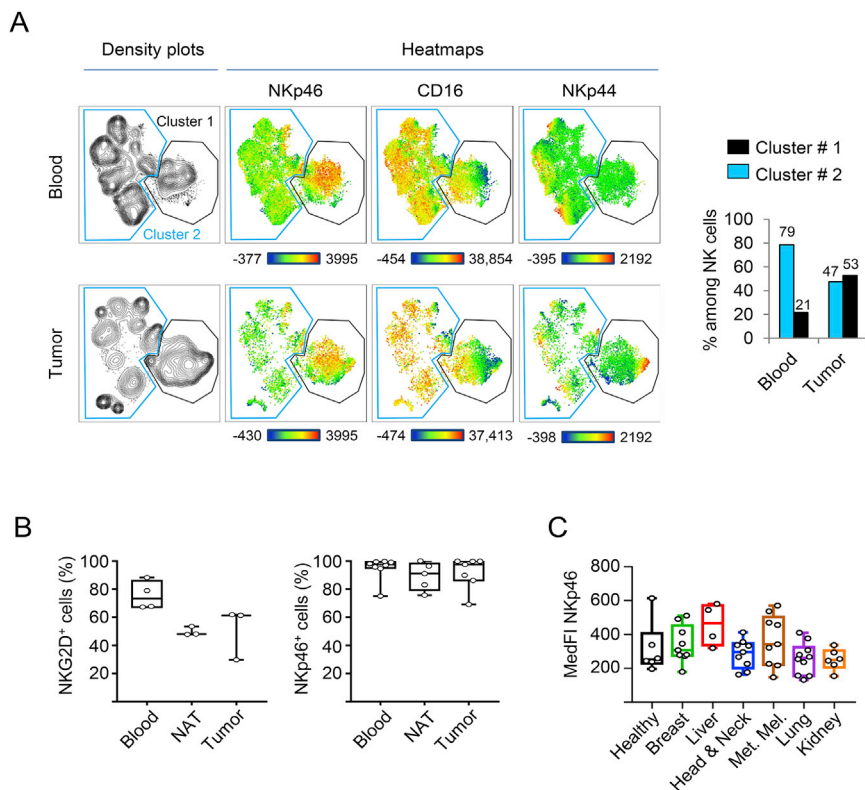 A
Density plots
Heatmaps
NKp46
CD16
NKp44
Blood
Cluster 1
Cluster 2
-377
3995
-454
38,854
-395
2192
Tumor
-430
3995
-474
37,413
-398
2192
Cluster # 1
Cluster # 2
% among NK cells
100
80
60
40
20
0
79
21
47
53
Blood
Tumor
B
NKG2D⁺ cells (%)
100
80
60
40
20
Blood
NAT
Tumor
NKp46⁺ cells (%)
100
80
60
40
20
Blood
NAT
Tumor
C
MedFI NKp46
800
600
400
200
Healthy
Breast
Liver
Head & Neck
Met. Mel.
Lung
Kidney